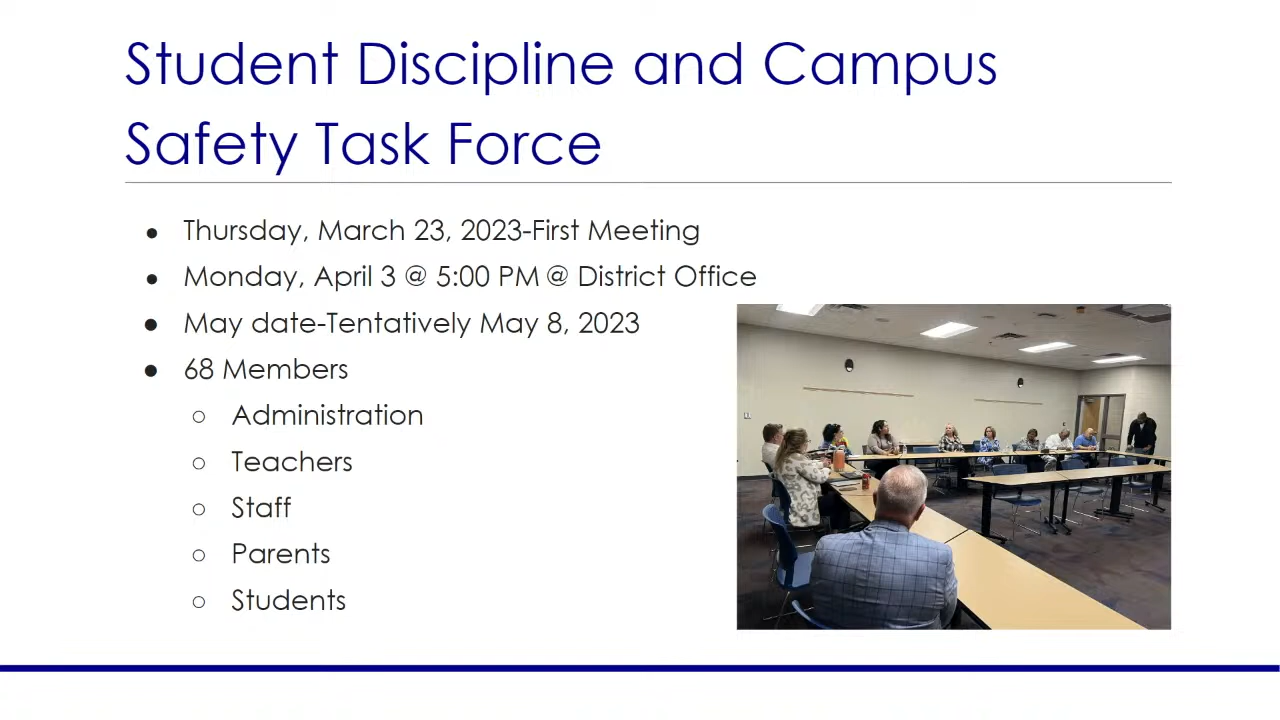 Student Discipline and Campus
Safety Task Force
● Thursday, March 23, 2023-First Meeting
● Monday, April 3 @ 5:00 PM @ District Office
● May date-Tentatively May 8, 2023
● 68 Members
○ Administration
○ Teachers
○ Staff
○ Parents
○ Students